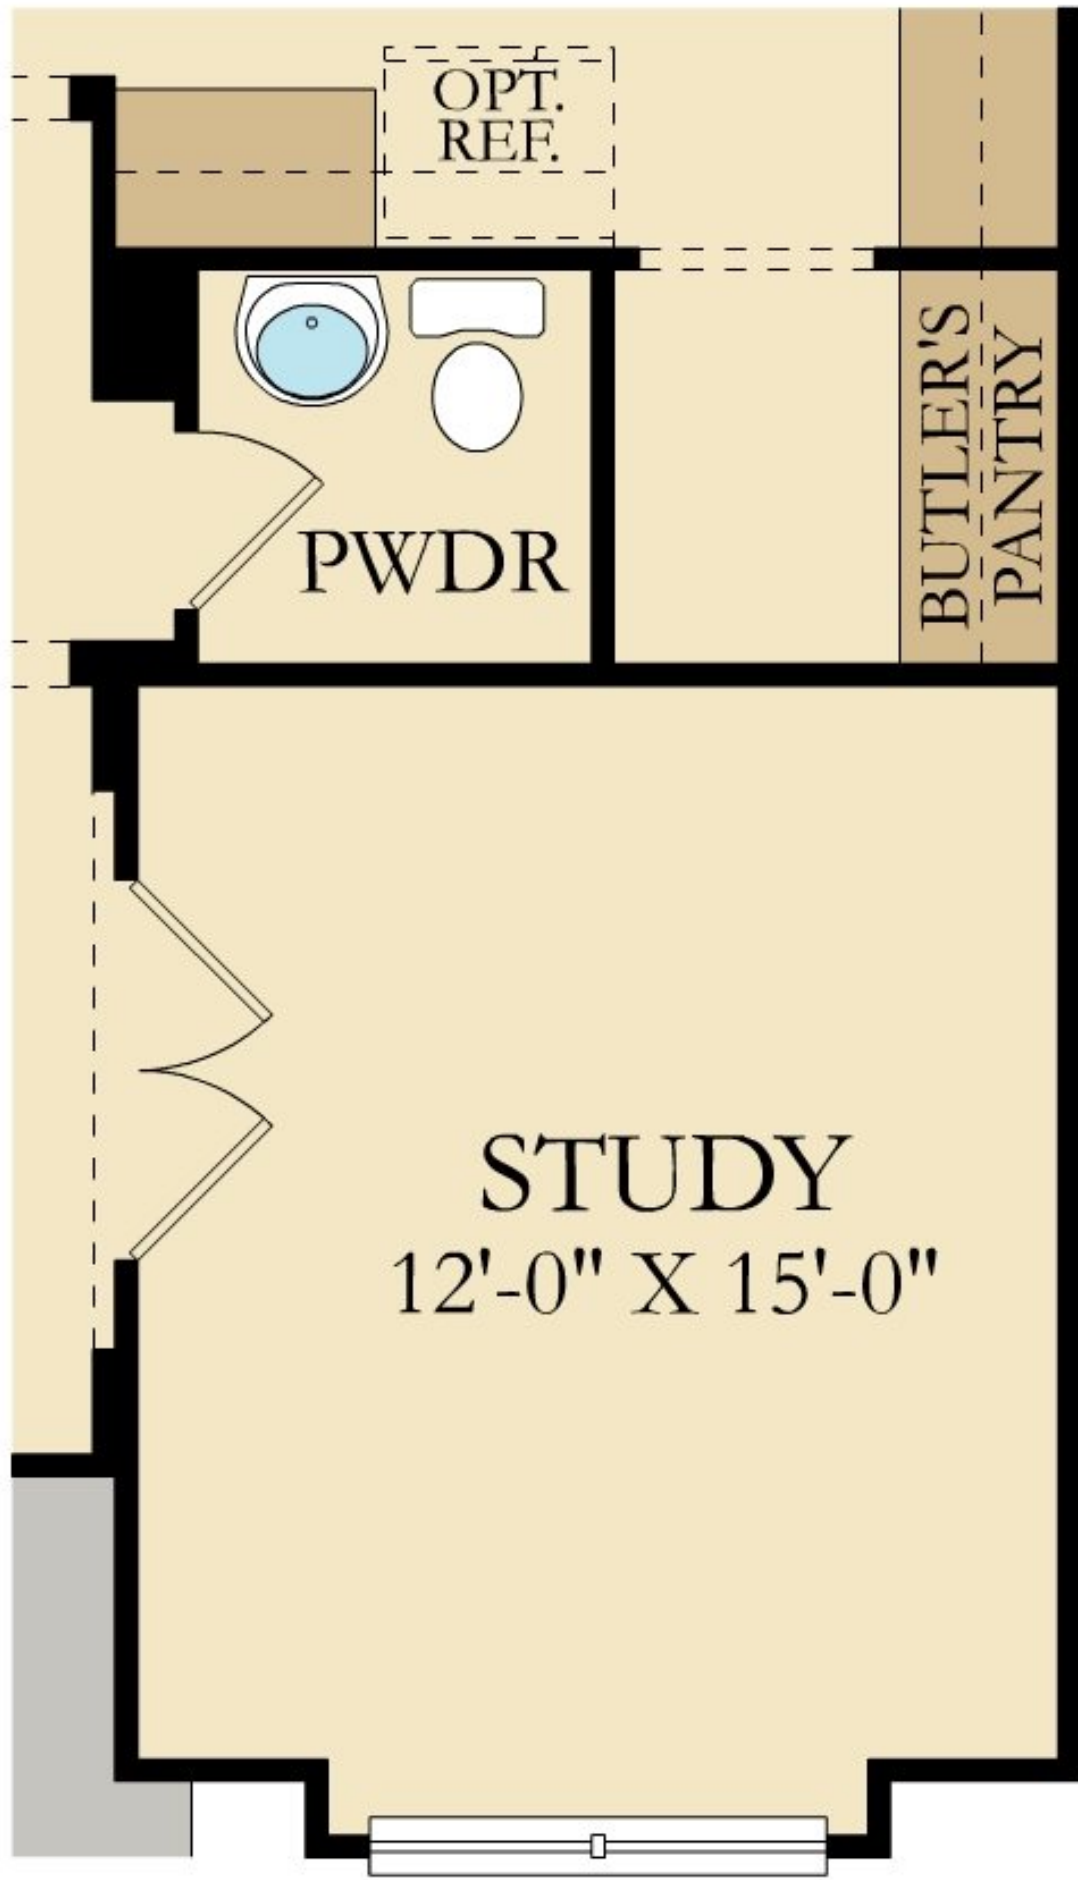 OPT.
REF.
BUTLER'S
PANTRY
PWDR
STUDY
12'-0" X 15'-0"